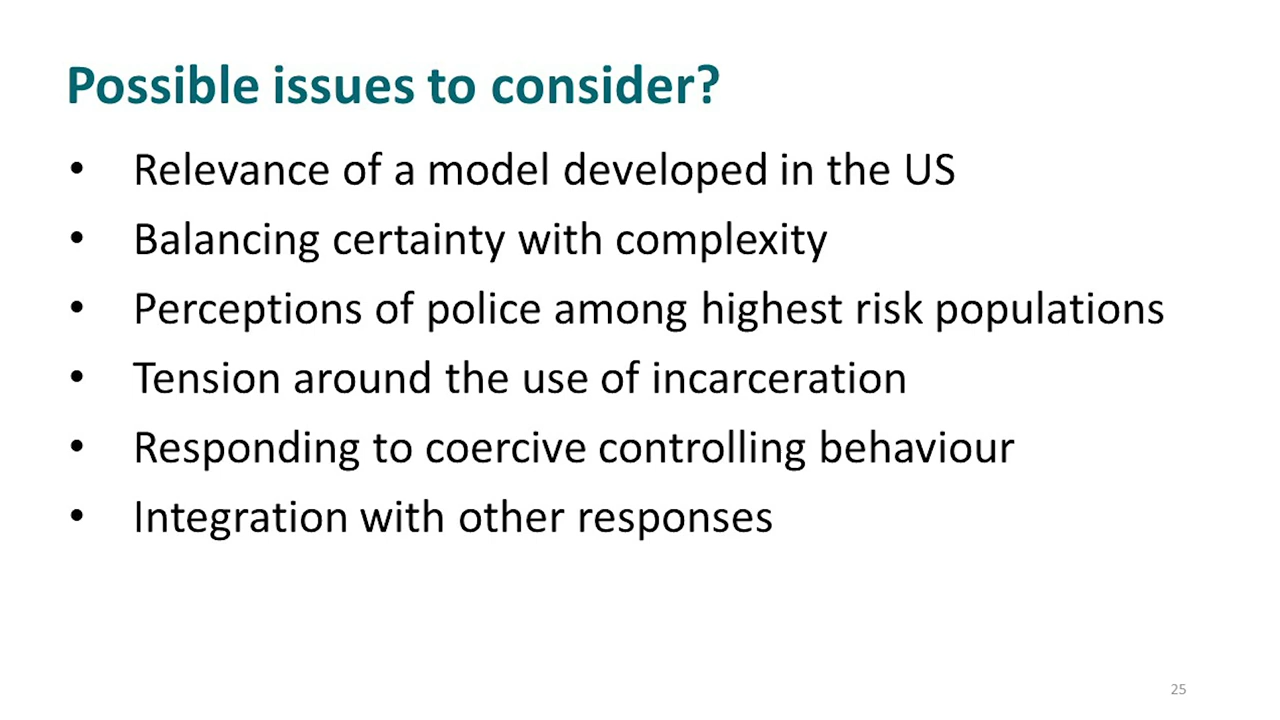 Possible issues to consider?
• Relevance of a model developed in the US
• Balancing certainty with complexity
• Perceptions of police among highest risk populations
• Tension around the use of incarceration
• Responding to coercive controlling behaviour
• Integration with other responses
25